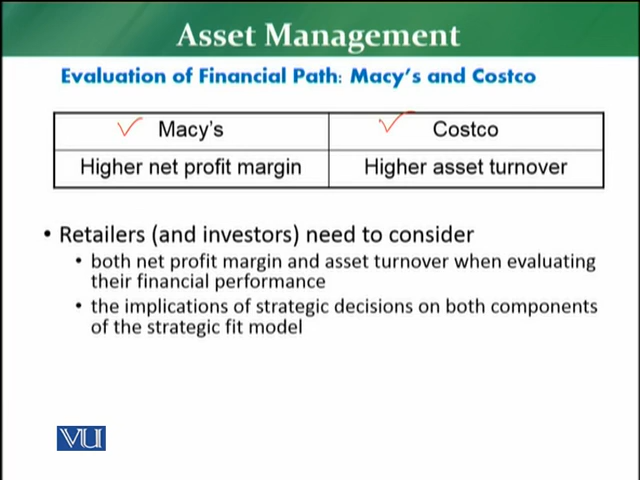 Asset Management
Evaluation of Financial Path: Macy's and Costco
Macy's Costco
Higher net profit margin Higher asset turnover
• Retailers (and investors) need to consider
• both net profit margin and asset turnover when evaluating
their financial performance
• the implications of strategic decisions on both components
of the strategic fit model
VU